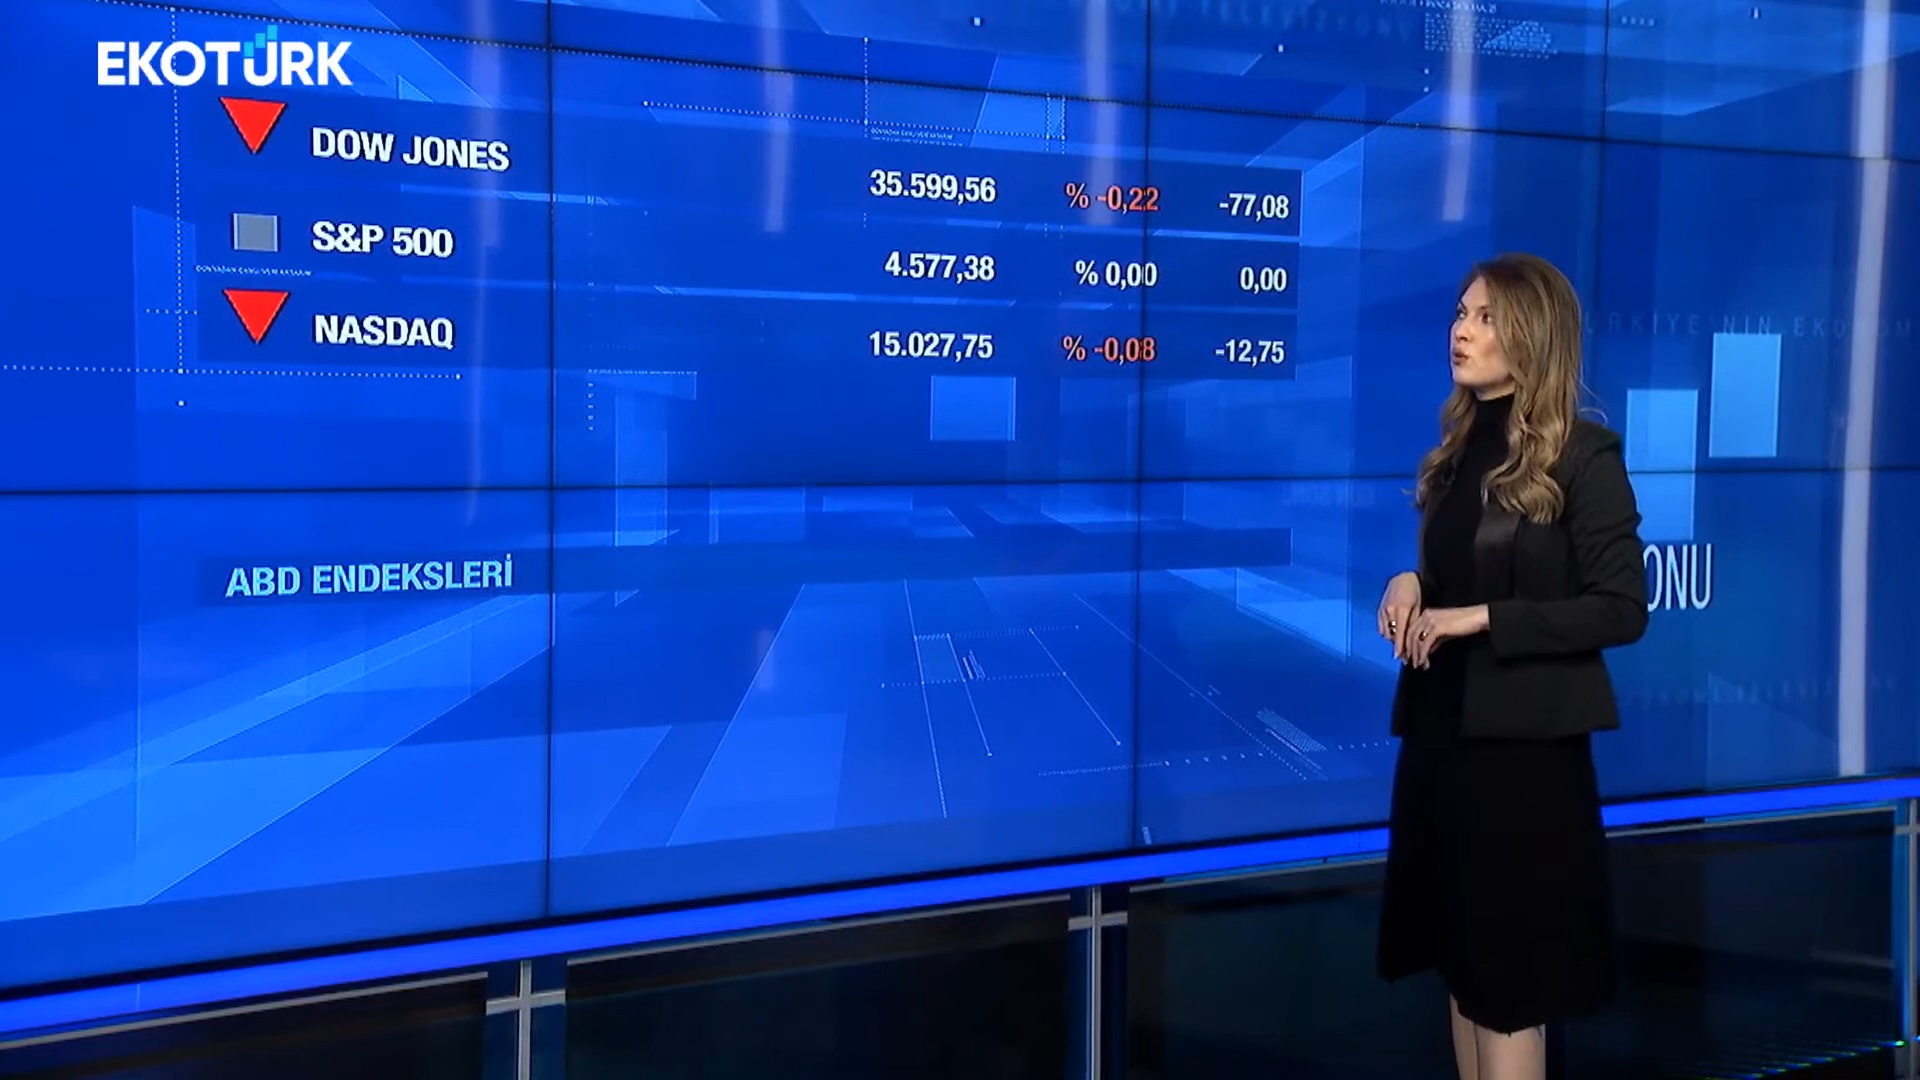 EKOTÜRK
DOW JONES 35.599,56 % -0,22 -77,08
S&P 500 4.577,38 % 0,00 0,00
NASDAQ 15.027,75 % -0,08 -12,75
ABD ENDEKSLERİ
ONU